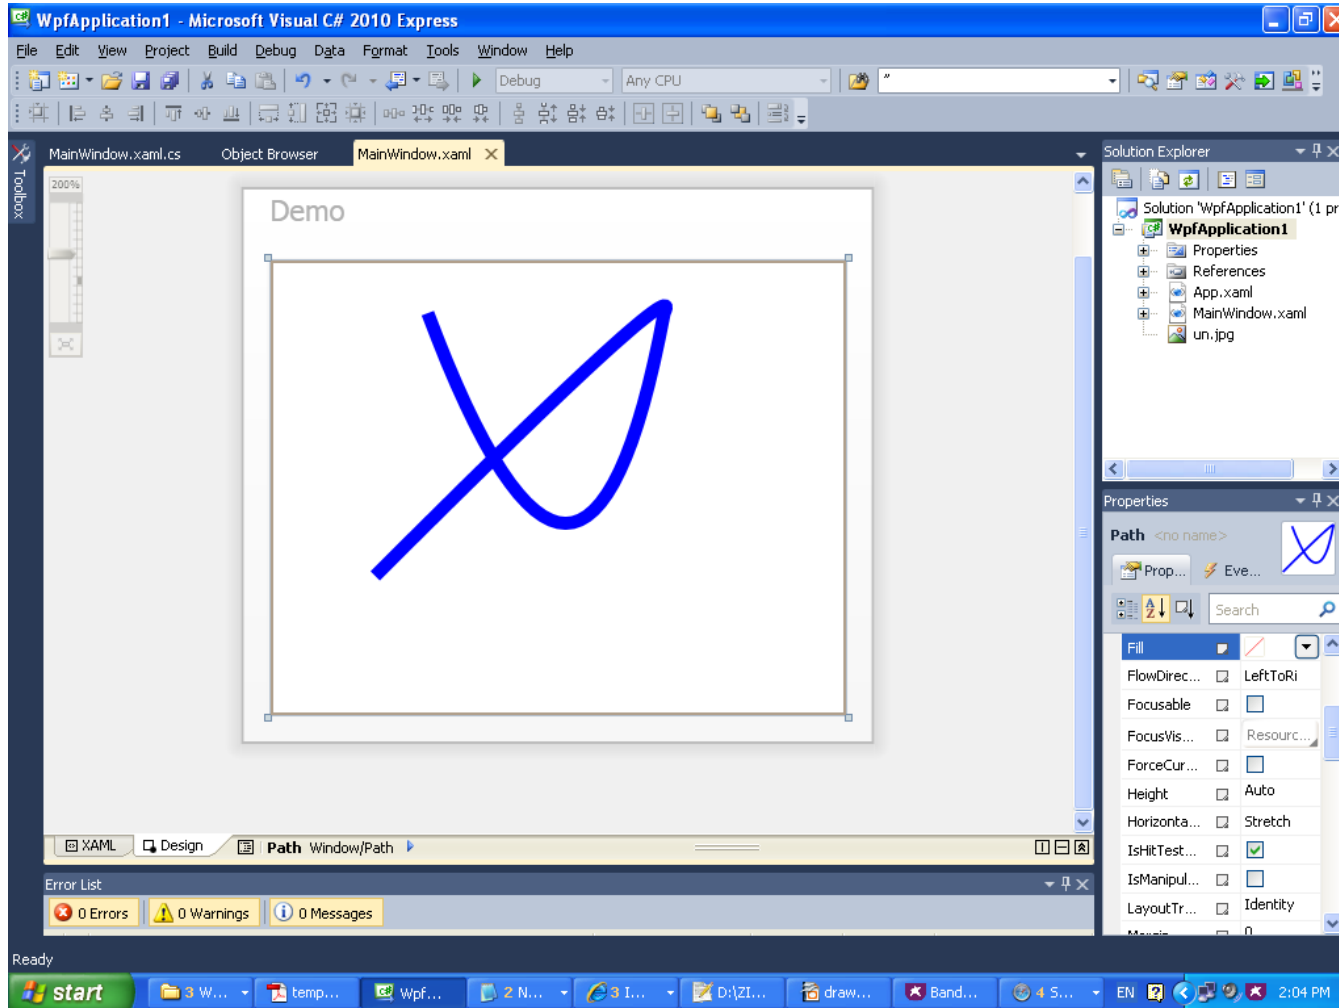 WpfApplication1 - Microsoft Visual C# 2010 Express
File Edit View Project Build Debug Data Format Tools Window Help
Debug Any CPU "
MainWindow.xaml.cs Object Browser MainWindow.xaml
Toolbox
200%
Demo
Solution Explorer
Solution 'WpfApplication1' (1 pr
WpfApplication1
Properties
References
App.xaml
MainWindow.xaml
un.jpg
Properties
Path <no name>
Prop... Eve...
Search
Fill
FlowDirec... LeftToRi
Focusable
FocusVis... Resourc...
ForceCur...
Height Auto
Horizonta... Stretch
IsHitTest...
IsManipul...
LayoutTr... Identity
Margin 0
XAML Design Path Window/Path
Error List
0 Errors 0 Warnings 0 Messages
Ready
start 3 W... temp... Wpf... 2 N... 3 I... D:\ZI... draw... Band... 4 S... EN 2:04 PM